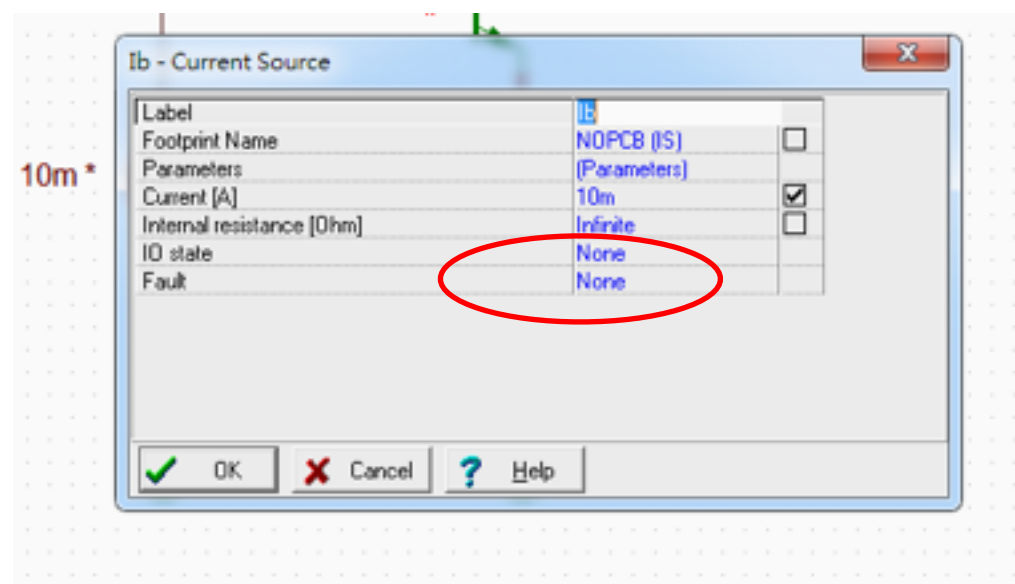 Ib - Current Source
Label Ib
Footprint Name NOPCB (IS)
10m *
Parameters (Parameters)
Current [A] 10m
Internal resistance [Ohm] Infinite
IO state None
Fault None
OK Cancel ? Help